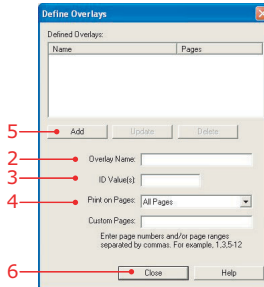 Define Overlays
Defined Overlays:
Name Pages
5 Add Update Delete
2 Overlay Name:
3 ID Value(s):
4 Print on Pages: All Pages
Custom Pages:
Enter page numbers and/or page ranges
separated by commas. For example, 1,3,5-12
6 Close Help